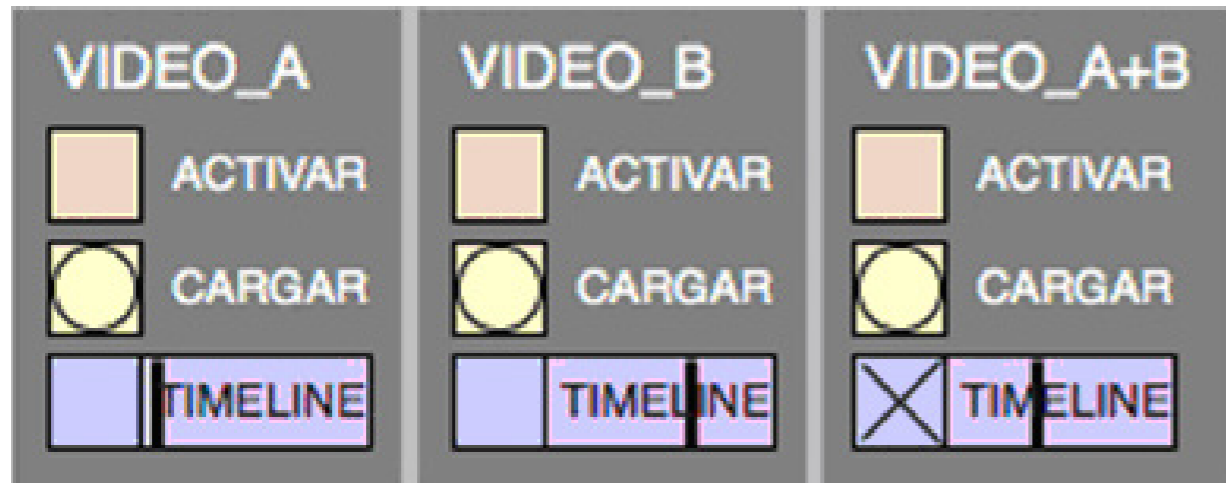 VIDEO_A
ACTIVAR
CARGAR
TIMELINE
VIDEO_B
ACTIVAR
CARGAR
TIMELINE
VIDEO_A+B
ACTIVAR
CARGAR
TIMELINE